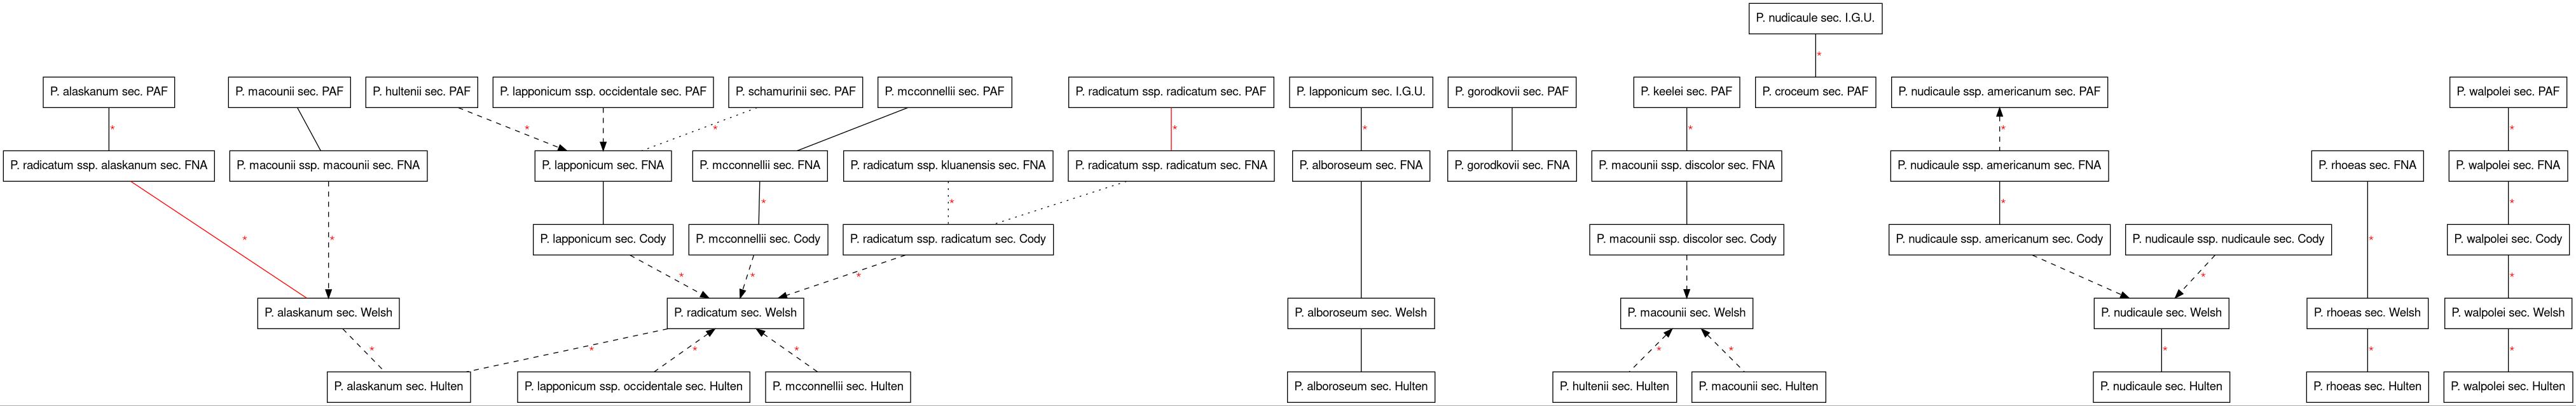 P. nudicaule sec. I.G.U.
*
P. alaskanum sec. PAF
P. macounii sec. PAF
P. hultenii sec. PAF
P. lapponicum ssp. occidentale sec. PAF
P. schamurinii sec. PAF
P. mcconnellii sec. PAF
P. radicatum ssp. radicatum sec. PAF
P. lapponicum sec. I.G.U.
P. gorodkovii sec. PAF
P. keelei sec. PAF
P. croceum sec. PAF
P. nudicaule ssp. americanum sec. PAF
P. walpolei sec. PAF
*
*
*
*
*
*
*
*
P. radicatum ssp. alaskanum sec. FNA
P. macounii ssp. macounii sec. FNA
P. lapponicum sec. FNA
P. mcconnellii sec. FNA
P. radicatum ssp. kluanensis sec. FNA
P. radicatum ssp. radicatum sec. FNA
P. alboroseum sec. FNA
P. gorodkovii sec. FNA
P. macounii ssp. discolor sec. FNA
P. nudicaule ssp. americanum sec. FNA
P. rhoeas sec. FNA
P. walpolei sec. FNA
*
*
*
*
P. lapponicum sec. Cody
P. mcconnellii sec. Cody
P. radicatum ssp. radicatum sec. Cody
P. macounii ssp. discolor sec. Cody
P. nudicaule ssp. americanum sec. Cody
P. nudicaule ssp. nudicaule sec. Cody
P. walpolei sec. Cody
*
*
*
*
*
*
*
*
P. alaskanum sec. Welsh
P. radicatum sec. Welsh
P. alboroseum sec. Welsh
P. macounii sec. Welsh
P. nudicaule sec. Welsh
P. rhoeas sec. Welsh
P. walpolei sec. Welsh
*
*
*
*
*
*
*
*
*
P. alaskanum sec. Hulten
P. lapponicum ssp. occidentale sec. Hulten
P. mcconnellii sec. Hulten
P. alboroseum sec. Hulten
P. hultenii sec. Hulten
P. macounii sec. Hulten
P. nudicaule sec. Hulten
P. rhoeas sec. Hulten
P. walpolei sec. Hulten